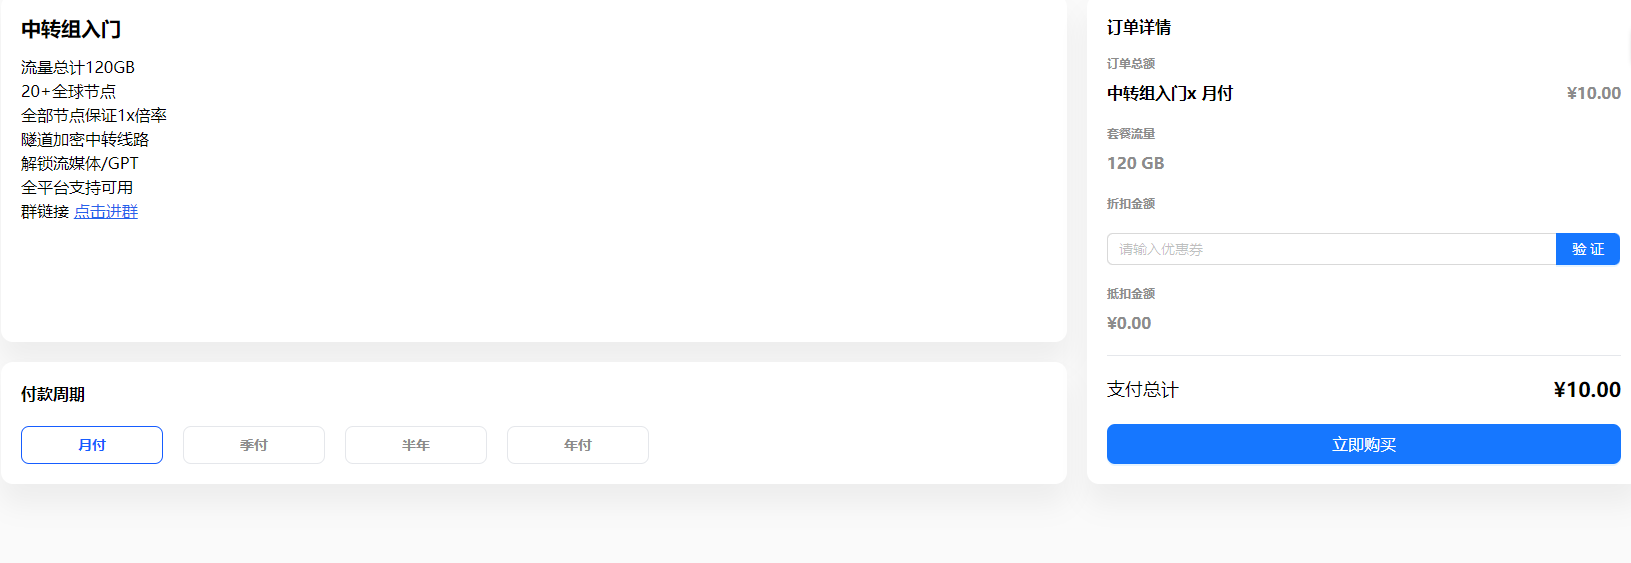 中转组入门
流量总计120GB
20+全球节点
全部节点保证1x倍率
隧道加密中转线路
解锁流媒体/GPT
全平台支持可用
群链接 点击进群
付款周期
月付
季付
半年
年付
订单详情
订单总额
中转组入门x 月付 ¥10.00
套餐流量
120 GB
折扣金额
请输入优惠券 验 证
抵扣金额
¥0.00
支付总计 ¥10.00
立即购买